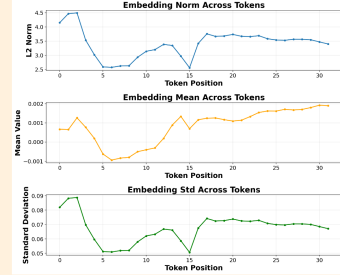 Embedding Norm Across Tokens
L2 Norm
4.5
4.0
3.5
3.0
2.5
0 5 10 15 20 25 30
Token Position
Embedding Mean Across Tokens
Mean Value
0.002
0.001
0.000
−0.001
0 5 10 15 20 25 30
Token Position
Embedding Std Across Tokens
Standard Deviation
0.09
0.08
0.07
0.06
0.05
0 5 10 15 20 25 30
Token Position